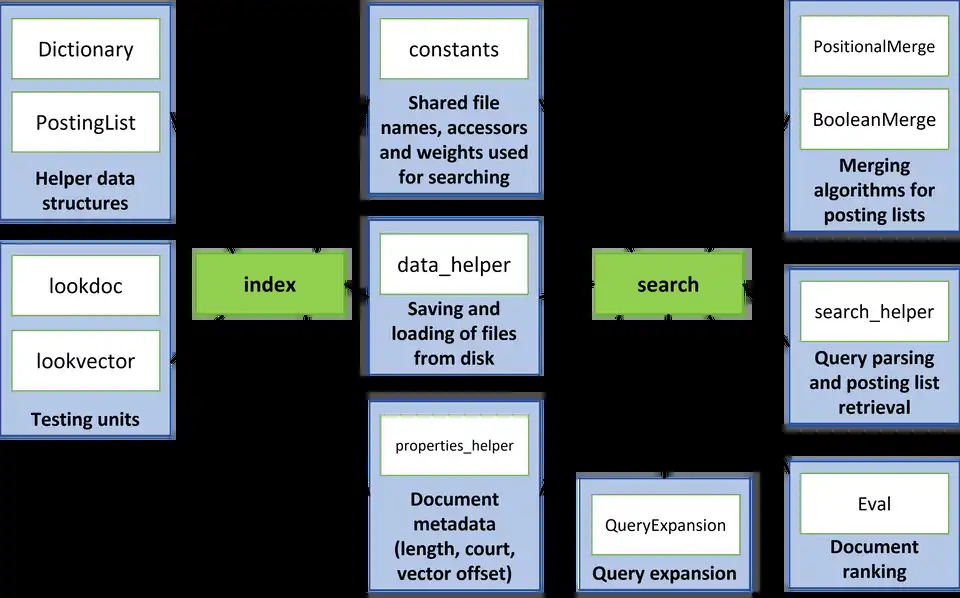 Dictionary
PostingList
Helper data
structures
lookdoc
lookvector
Testing units
index
constants
Shared file
names, accessors
and weights used
for searching
data_helper
Saving and
loading of files
from disk
properties_helper
Document
metadata
(length, court,
vector offset)
search
QueryExpansion
Query expansion
PositionalMerge
BooleanMerge
Merging
algorithms for
posting lists
search_helper
Query parsing
and posting list
retrieval
Eval
Document
ranking